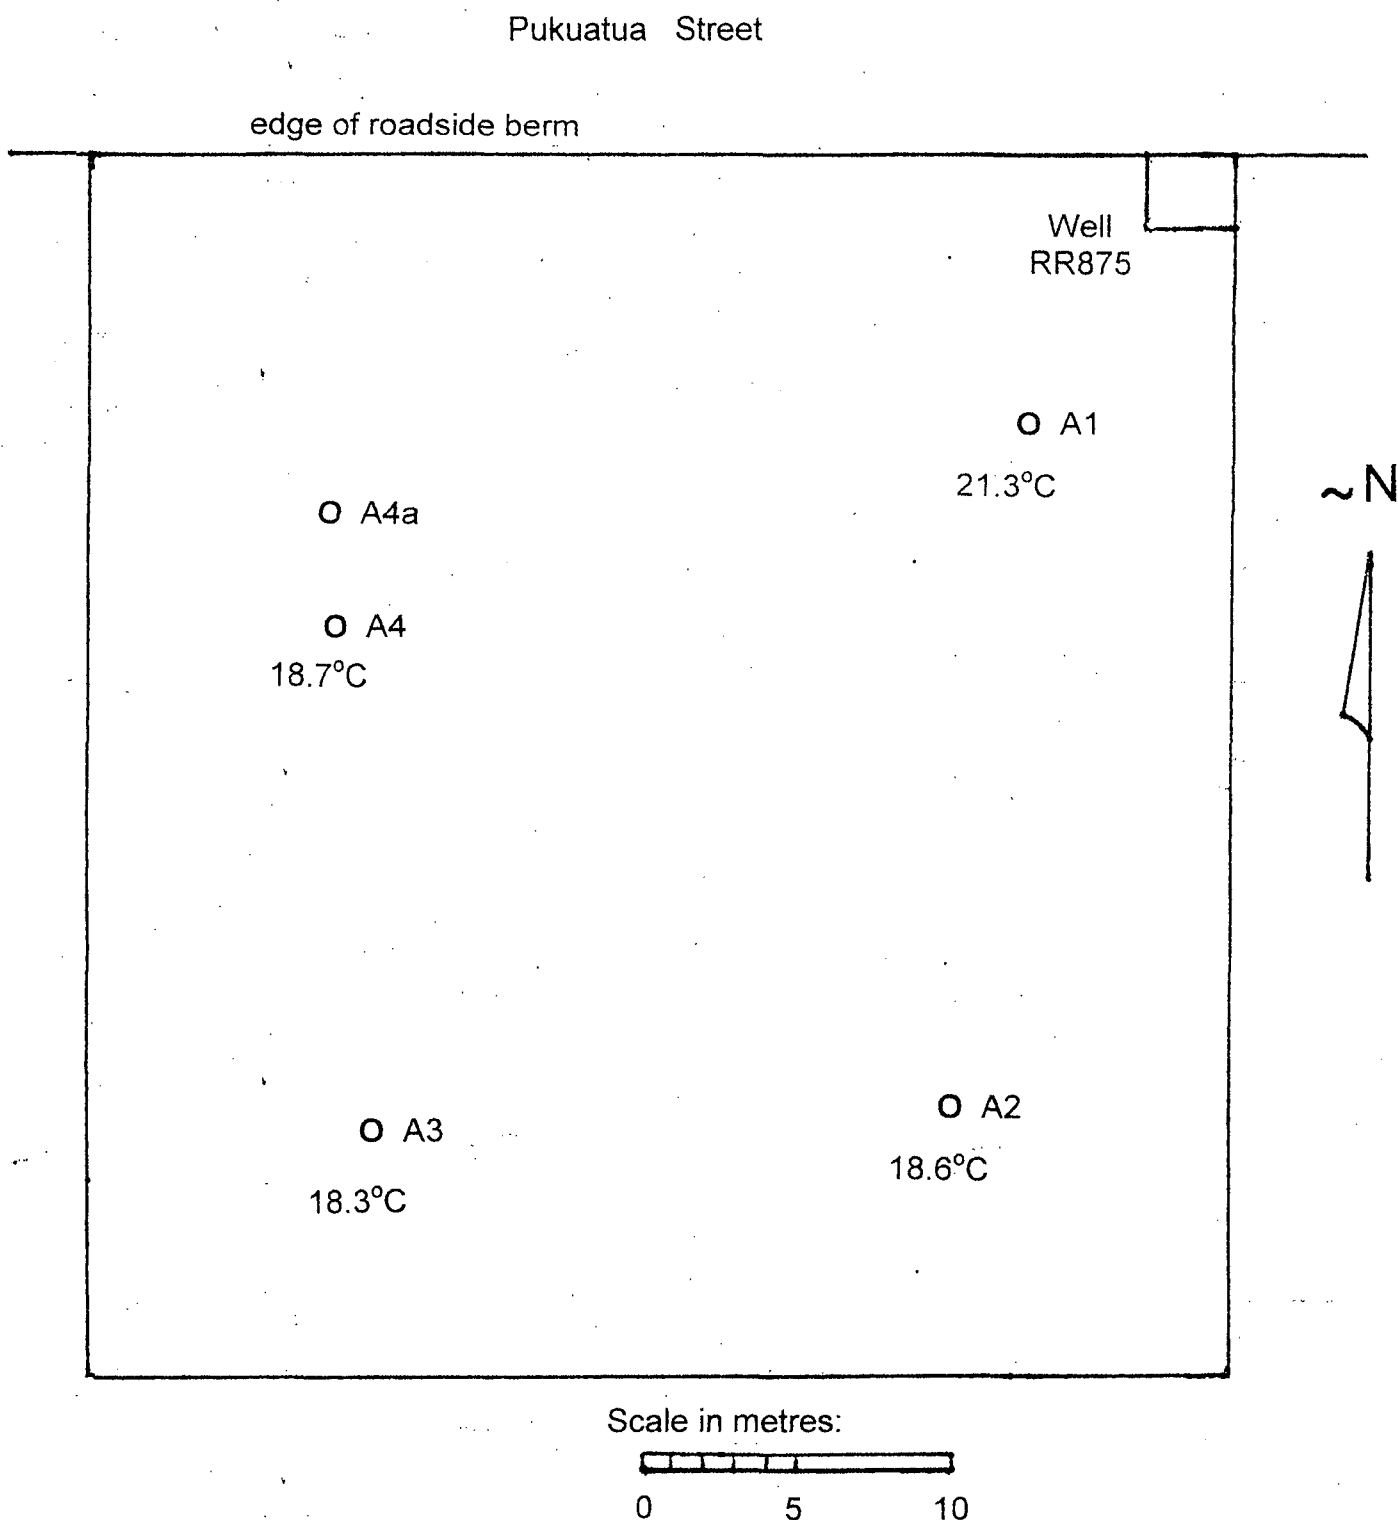 Pukuatua Street
edge of roadside berm
Well
RR875
O A1
21.3°C
~N
O A4a
O A4
18.7°C
O A2
18.6°C
O A3
18.3°C
Scale in metres:
0 5 10